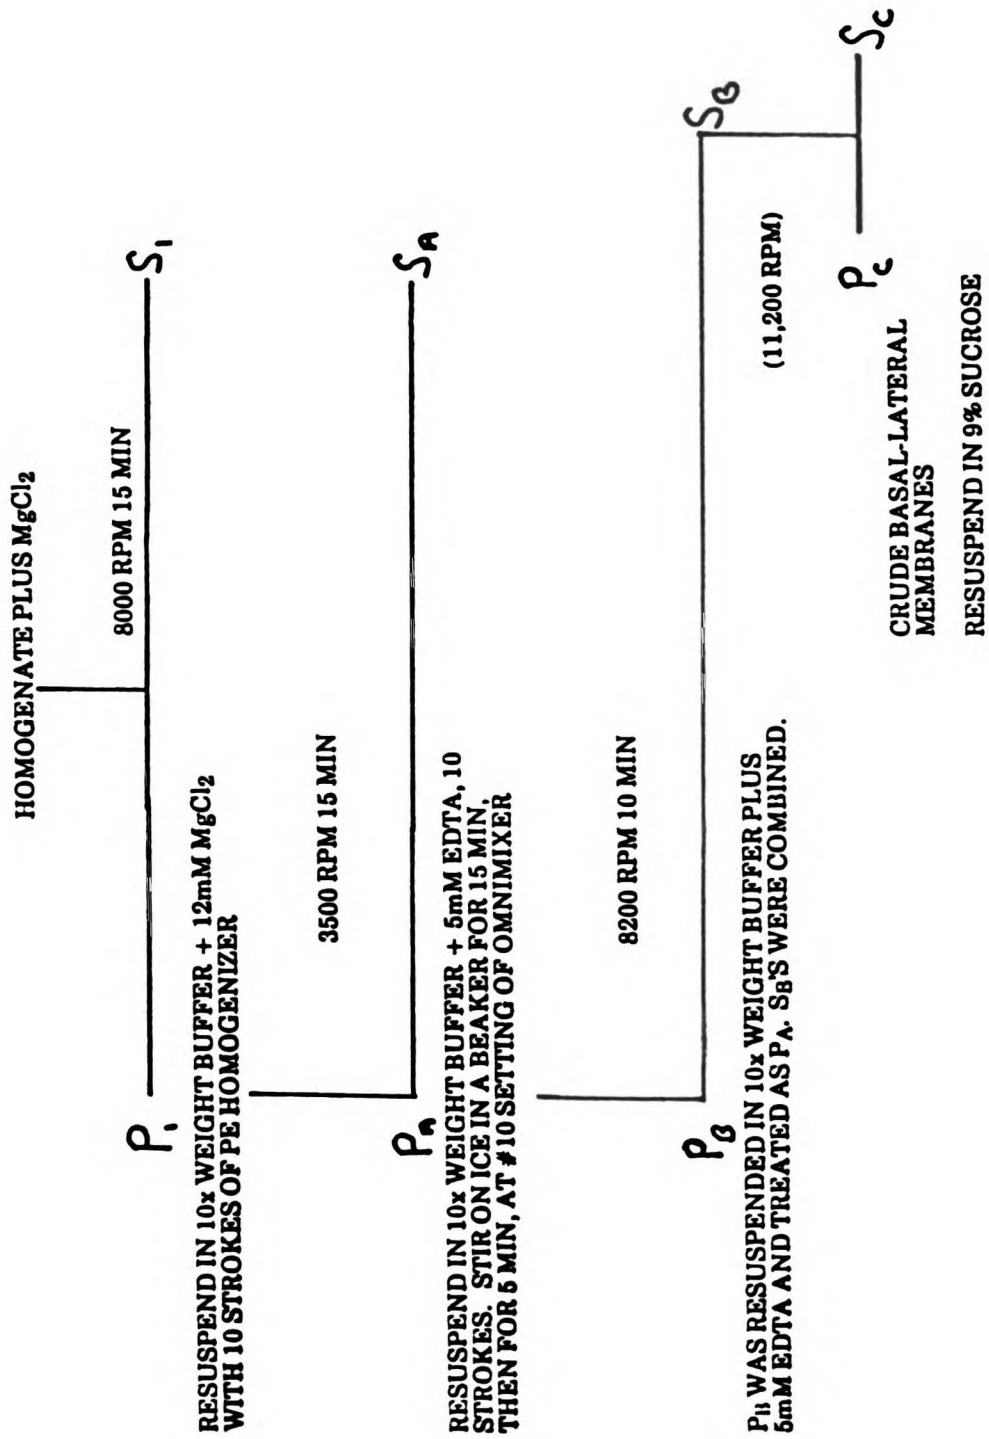 HOMOGENATE PLUS MgCl₂
8000 RPM 15 MIN
P₁ S₁
RESUSPEND IN 10x WEIGHT BUFFER + 12mM MgCl₂
WITH 10 STROKES OF PE HOMOGENIZER
3500 RPM 15 MIN
P_A S_A
RESUSPEND IN 10x WEIGHT BUFFER + 5mM EDTA, 10
STROKES. STIR ON ICE IN A BEAKER FOR 15 MIN,
THEN FOR 5 MIN, AT #10 SETTING OF OMNIMIXER
8200 RPM 10 MIN
P_B S_B
P_B WAS RESUSPENDED IN 10x WEIGHT BUFFER PLUS
5mM EDTA AND TREATED AS P_A. S_B'S WERE COMBINED.
(11,200 RPM)
P_C S_C
CRUDE BASAL-LATERAL
MEMBRANES
RESUSPEND IN 9% SUCROSE